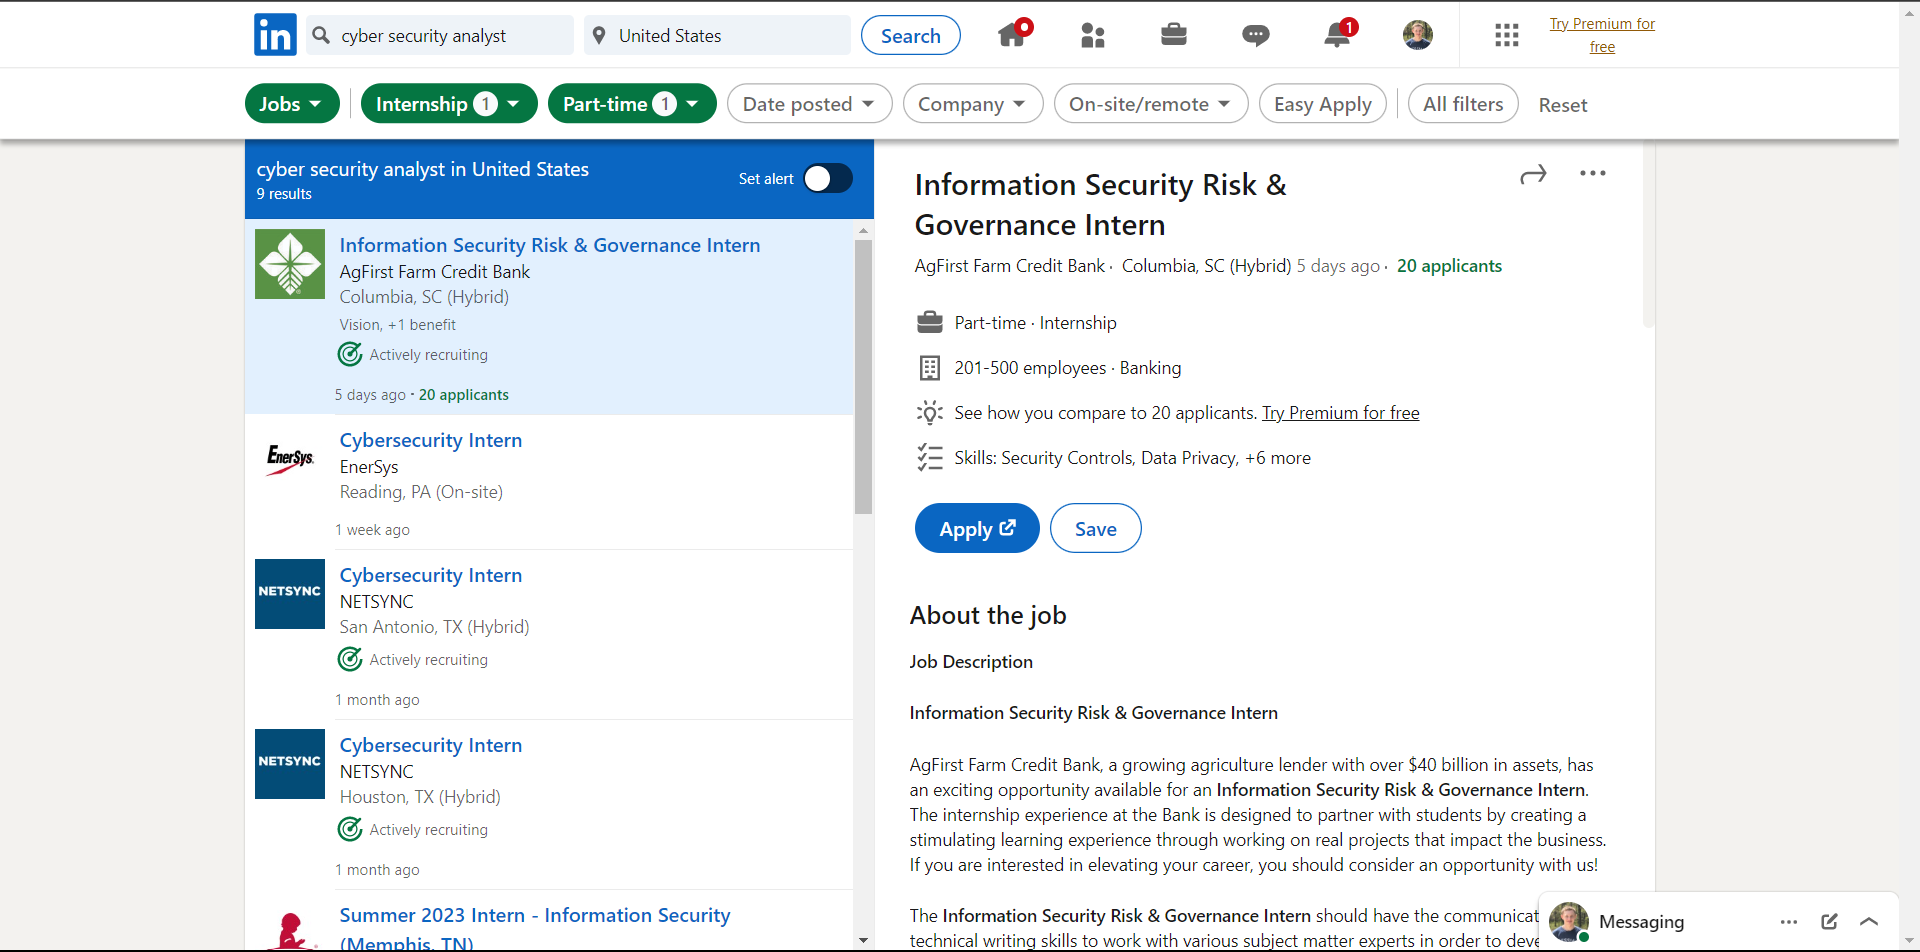 in
cyber security analyst
United States
Search
1
Try Premium for
free
Jobs
Internship 1
Part-time 1
Date posted
Company
On-site/remote
Easy Apply
All filters
Reset
cyber security analyst in United States
9 results
Set alert
Information Security Risk & Governance Intern
AgFirst Farm Credit Bank
Columbia, SC (Hybrid)
Vision, +1 benefit
Actively recruiting
5 days ago · 20 applicants
EnerSys.
Cybersecurity Intern
EnerSys
Reading, PA (On-site)
1 week ago
NETSYNC
Cybersecurity Intern
NETSYNC
San Antonio, TX (Hybrid)
Actively recruiting
1 month ago
NETSYNC
Cybersecurity Intern
NETSYNC
Houston, TX (Hybrid)
Actively recruiting
1 month ago
Summer 2023 Intern - Information Security
(Memphis, TN)
Information Security Risk &
Governance Intern
AgFirst Farm Credit Bank · Columbia, SC (Hybrid) 5 days ago · 20 applicants
Part-time · Internship
201-500 employees · Banking
See how you compare to 20 applicants. Try Premium for free
Skills: Security Controls, Data Privacy, +6 more
Apply
Save
About the job
Job Description
Information Security Risk & Governance Intern
AgFirst Farm Credit Bank, a growing agriculture lender with over $40 billion in assets, has
an exciting opportunity available for an Information Security Risk & Governance Intern.
The internship experience at the Bank is designed to partner with students by creating a
stimulating learning experience through working on real projects that impact the business.
If you are interested in elevating your career, you should consider an opportunity with us!
The Information Security Risk & Governance Intern should have the communicat
technical writing skills to work with various subject matter experts in order to deve
Messaging